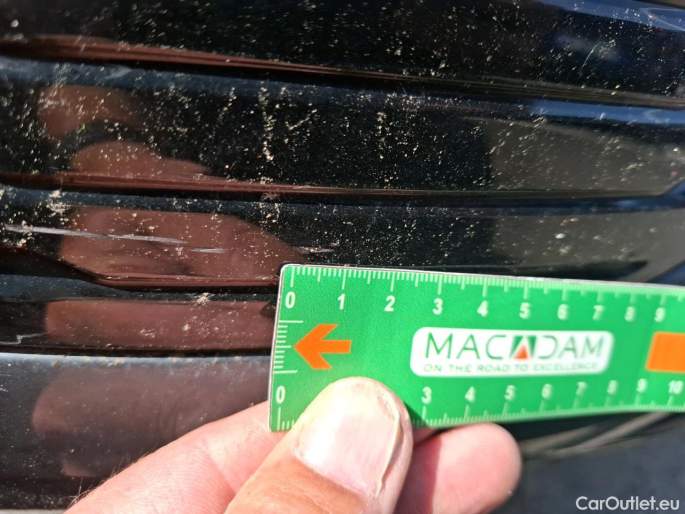 0 1 2 3 4 5 6 7 8 9
MACADAM
ON THE ROAD TO EXCELLENCE
0 3 4 5 6 7 8 9 10
CarOutlet.eu